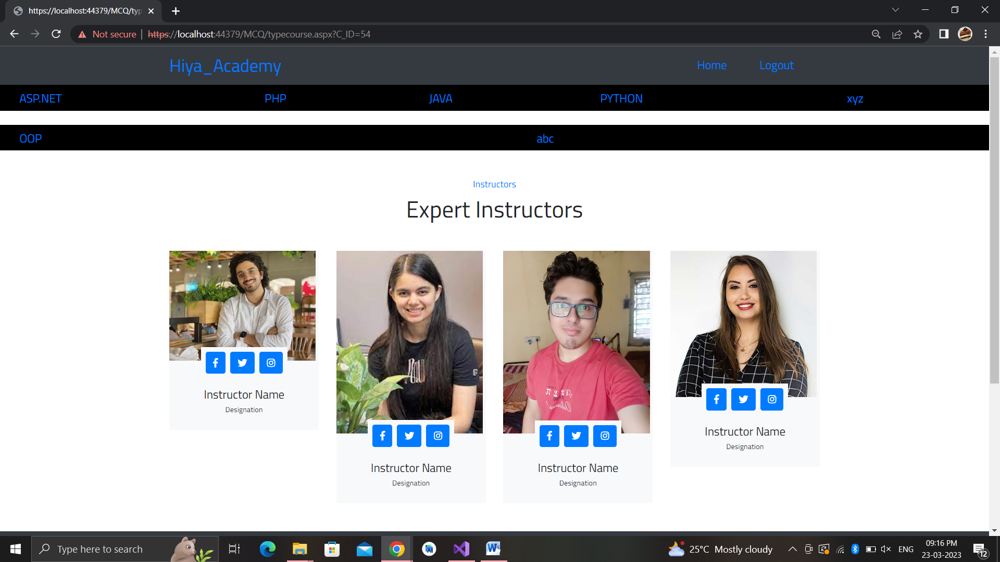 https://localhost:44379/MCQ/typ
Not secure
https://localhost:44379/MCQ/typecourse.aspx?C_ID=54
Hiya_Academy
Home
Logout
ASP.NET
PHP
JAVA
PYTHON
xyz
OOP
abc
Instructors
Expert Instructors
Instructor Name
Designation
Instructor Name
Designation
Instructor Name
Designation
Instructor Name
Designation
Type here to search
25°C Mostly cloudy
ENG
09:16 PM
23-03-2023
12